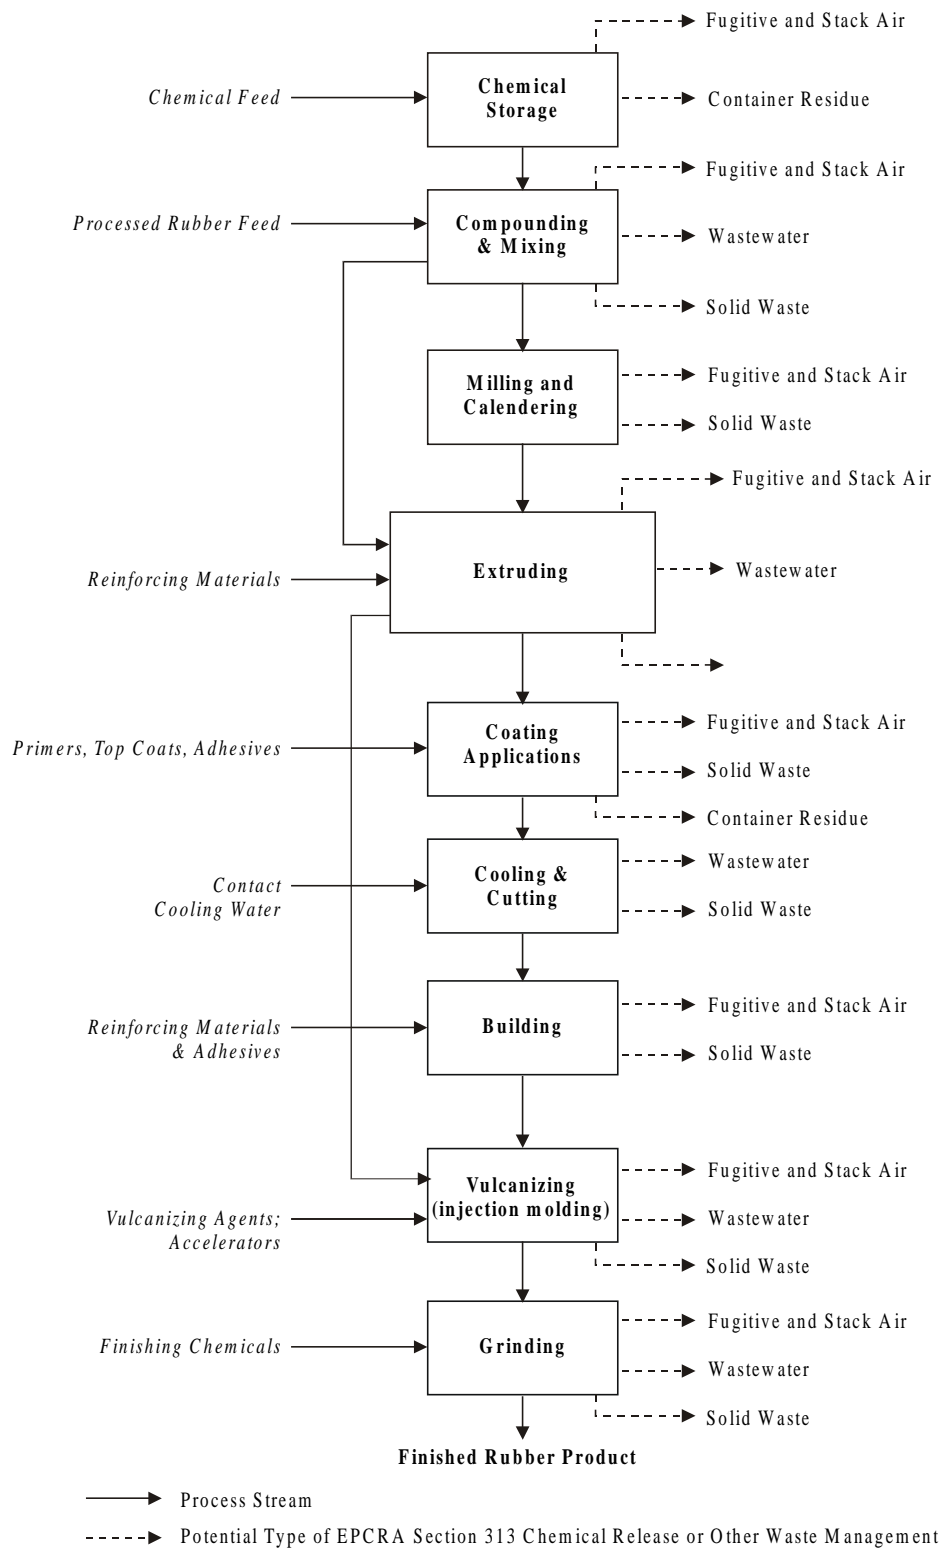 Fugitive and Stack Air
Chemical Feed
Chemical
Storage
Container Residue
Fugitive and Stack Air
Processed Rubber Feed
Compounding
& Mixing
Wastewater
Solid Waste
Milling and
Calendering
Fugitive and Stack Air
Solid Waste
Fugitive and Stack Air
Reinforcing Materials
Extruding
Wastewater
Primers, Top Coats, Adhesives
Coating
Applications
Fugitive and Stack Air
Solid Waste
Container Residue
Contact
Cooling Water
Cooling &
Cutting
Wastewater
Solid Waste
Reinforcing Materials
& Adhesives
Building
Fugitive and Stack Air
Solid Waste
Vulcanizing Agents;
Accelerators
Vulcanizing
(injection molding)
Fugitive and Stack Air
Wastewater
Solid Waste
Finishing Chemicals
Grinding
Fugitive and Stack Air
Wastewater
Solid Waste
Finished Rubber Product
Process Stream
Potential Type of EPCRA Section 313 Chemical Release or Other Waste Management